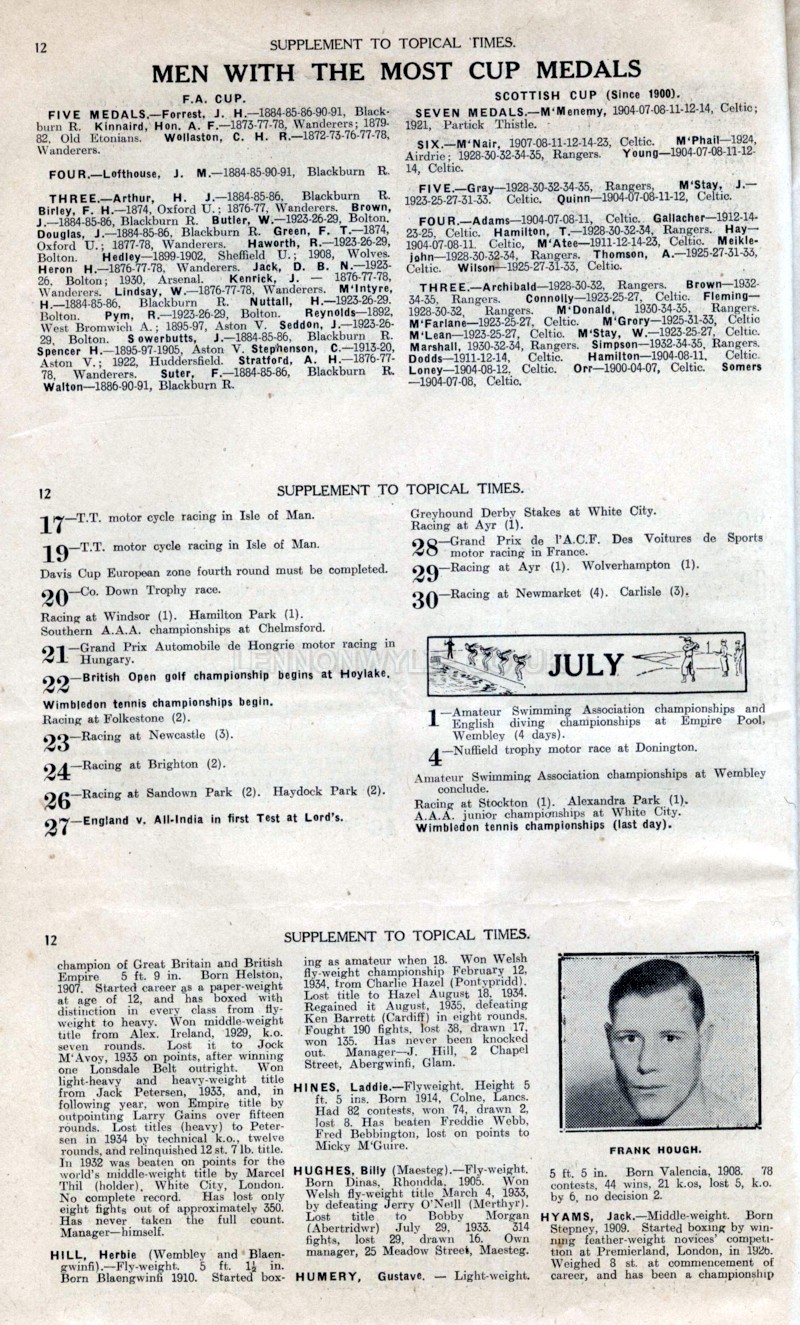 12
SUPPLEMENT TO TOPICAL TIMES.
MEN WITH THE MOST CUP MEDALS
F.A. CUP.
FIVE MEDALS.—Forrest, J. H.—1884-85-86-90-91, Black-
burn R. Kinnaird, Hon. A. F.—1873-77-78, Wanderers; 1879-
82, Old Etonians. Wollaston, C. H. R.—1872-73-76-77-78,
Wanderers.
FOUR.—Lofthouse, J. M.—1884-85-90-91, Blackburn R.
THREE.—Arthur, H. J.—1884-85-86, Blackburn R.
Birley, F. H.—1874, Oxford U.; 1876-77, Wanderers. Brown,
J.—1884-85-86, Blackburn R. Butler, W.—1923-26-29, Bolton.
Douglas, J.—1884-85-86, Blackburn R. Green, F. T.—1874,
Oxford U.; 1877-78, Wanderers. Haworth, R.—1923-26-29,
Bolton. Hedley—1899-1902, Sheffield U.; 1908, Wolves.
Heron H.—1876-77-78, Wanderers. Jack, D. B. N.—1923-
26, Bolton; 1930, Arsenal. Kenrick, J. — 1876-77-78,
Wanderers. Lindsay, W.—1876-77-78, Wanderers. M'Intyre,
H.—1884-85-86, Blackburn R. Nuttall, H.—1923-26-29.
Bolton. Pym, R.—1923-26-29, Bolton. Reynolds—1892,
West Bromwich A.; 1895-97, Aston V. Seddon, J.—1923-26-
29, Bolton. Sowerbutts, J.—1884-85-86, Blackburn R.
Spencer H.—1895-97-1905, Aston V. Stephenson, C.—1913-20,
Aston V.; 1922, Huddersfield. Stratford, A. H.—1876-77-
78, Wanderers. Suter, F.—1884-85-86, Blackburn R.
Walton—1886-90-91, Blackburn R.
SCOTTISH CUP (Since 1900).
SEVEN MEDALS.—M'Menemy, 1904-07-08-11-12-14, Celtic;
1921, Partick Thistle.
SIX.—M'Nair, 1907-08-11-12-14-23, Celtic. M'Phail—1924,
Airdrie; 1928-30-32-34-35, Rangers. Young—1904-07-08-11-12-
14, Celtic.
FIVE.—Gray—1928-30-32-34-35, Rangers, M'Stay, J.—
1923-25-27-31-33. Celtic. Quinn—1904-07-08-11-12, Celtic.
FOUR.—Adams—1904-07-08-11, Celtic. Gallacher—1912-14-
23-25, Celtic. Hamilton, T.—1928-30-32-34, Rangers. Hay—
1904-07-08-11. Celtic, M'Atee—1911-12-14-23, Celtic. Meikle-
john—1928-30-32-34, Rangers. Thomson, A.—1925-27-31-33,
Celtic. Wilson—1925-27-31-33, Celtic.
THREE.—Archibald—1928-30-32, Rangers. Brown—1932-
34-35, Rangers. Connolly—1923-25-27, Celtic. Fleming—
1928-30-32, Rangers. M'Donald, 1930-34-35, Rangers.
M'Farlane—1923-25-27, Celtic. M'Grory—1925-31-33, Celtic
M'Lean—1923-25-27, Celtic. M'Stay, W.—1923-25-27, Celtic.
Marshall, 1930-32-34, Rangers. Simpson—1932-34-35, Rangers.
Dodds—1911-12-14, Celtic. Hamilton—1904-08-11, Celtic.
Loney—1904-08-12, Celtic. Orr—1900-04-07, Celtic. Somers
—1904-07-08, Celtic.
12
SUPPLEMENT TO TOPICAL TIMES.
17—T.T. motor cycle racing in Isle of Man.
19—T.T. motor cycle racing in Isle of Man.
Davis Cup European zone fourth round must be completed.
20—Co. Down Trophy race.
Racing at Windsor (1). Hamilton Park (1).
Southern A.A.A. championships at Chelmsford.
21—Grand Prix Automobile de Hongrie motor racing in
Hungary.
22—British Open golf championship begins at Hoylake.
Wimbledon tennis championships begin.
Racing at Folkestone (2).
23—Racing at Newcastle (3).
24—Racing at Brighton (2).
26—Racing at Sandown Park (2). Haydock Park (2).
27—England v. All-India in first Test at Lord's.
Greyhound Derby Stakes at White City.
Racing at Ayr (1).
28—Grand Prix de l'A.C.F. Des Voitures de Sports
motor racing in France.
29—Racing at Ayr (1). Wolverhampton (1).
30—Racing at Newmarket (4). Carlisle (3).
JULY
1—Amateur Swimming Association championships and
English diving championships at Empire Pool,
Wembley (4 days).
4—Nuffield trophy motor race at Donington.
Amateur Swimming Association championships at Wembley
conclude.
Racing at Stockton (1). Alexandra Park (1).
A.A.A. junior championships at White City.
Wimbledon tennis championships (last day).
12
SUPPLEMENT TO TOPICAL TIMES.
champion of Great Britain and British
Empire 5 ft. 9 in. Born Helston,
1907. Started career as a paper-weight
at age of 12, and has boxed with
distinction in every class from fly-
weight to heavy. Won middle-weight
title from Alex. Ireland, 1929, k.o.
seven rounds. Lost it to Jock
M'Avoy, 1933 on points, after winning
one Lonsdale Belt outright. Won
light-heavy and heavy-weight title
from Jack Petersen, 1933, and, in
following year, won Empire title by
outpointing Larry Gains over fifteen
rounds. Lost titles (heavy) to Peter-
sen in 1934 by technical k.o., twelve
rounds, and relinquished 12 st. 7 lb. title.
In 1932 was beaten on points for the
world's middle-weight title by Marcel
Thil (holder), White City, London.
No complete record. Has lost only
eight fights out of approximately 350.
Has never taken the full count.
Manager—himself.
HILL, Herbie (Wembley and Blaen-
gwinfi).—Fly-weight. 5 ft. 1½ in.
Born Blaengwinfi 1910. Started box-
ing as amateur when 18. Won Welsh
fly-weight championship February 12,
1934, from Charlie Hazel (Pontypridd).
Lost title to Hazel August 18, 1934.
Regained it August, 1935, defeating
Ken Barrett (Cardiff) in eight rounds.
Fought 190 fights, lost 38, drawn 17,
won 135. Has never been knocked
out. Manager—J. Hill, 2 Chapel
Street, Abergwinfi, Glam.
HINES, Laddie.—Flyweight. Height 5
ft. 5 ins. Born 1914, Colne, Lancs.
Had 82 contests, won 74, drawn 2,
lost 8. Has beaten Freddie Webb,
Fred Bebbington, lost on points to
Micky M'Guire.
HUGHES, Billy (Maesteg).—Fly-weight.
Born Dinas, Rhondda, 1905. Won
Welsh fly-weight title March 4, 1933,
by defeating Jerry O'Neill (Merthyr).
Lost title to Bobby Morgan
(Abertridwr) July 29, 1933. 314
fights, lost 29, drawn 16. Own
manager, 25 Meadow Street, Maesteg.
HUMERY, Gustave. — Light-weight.
FRANK HOUGH.
5 ft. 5 in. Born Valencia, 1908. 78
contests, 44 wins, 21 k.os, lost 5, k.o.
by 6, no decision 2.
HYAMS, Jack.—Middle-weight. Born
Stepney, 1909. Started boxing by win-
ning feather-weight novices' competi-
tion at Premierland, London, in 1926.
Weighed 8 st. at commencement of
career, and has been a championship